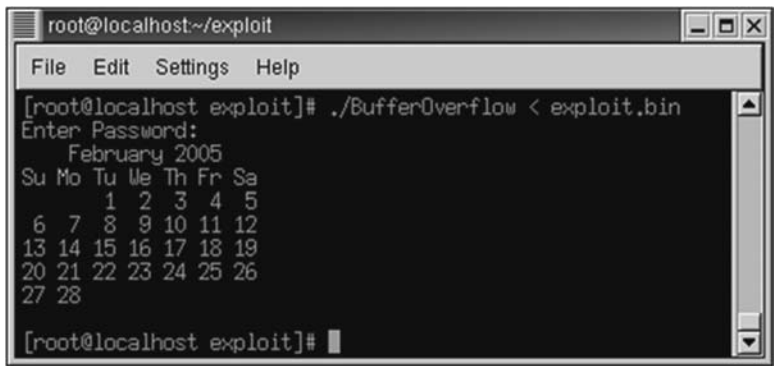 root@localhost:~/exploit
File Edit Settings Help
[root@localhost exploit]# ./BufferOverflow < exploit.bin
Enter Password:
    February 2005
Su Mo Tu We Th Fr Sa
       1  2  3  4  5
 6  7  8  9 10 11 12
13 14 15 16 17 18 19
20 21 22 23 24 25 26
27 28
[root@localhost exploit]#